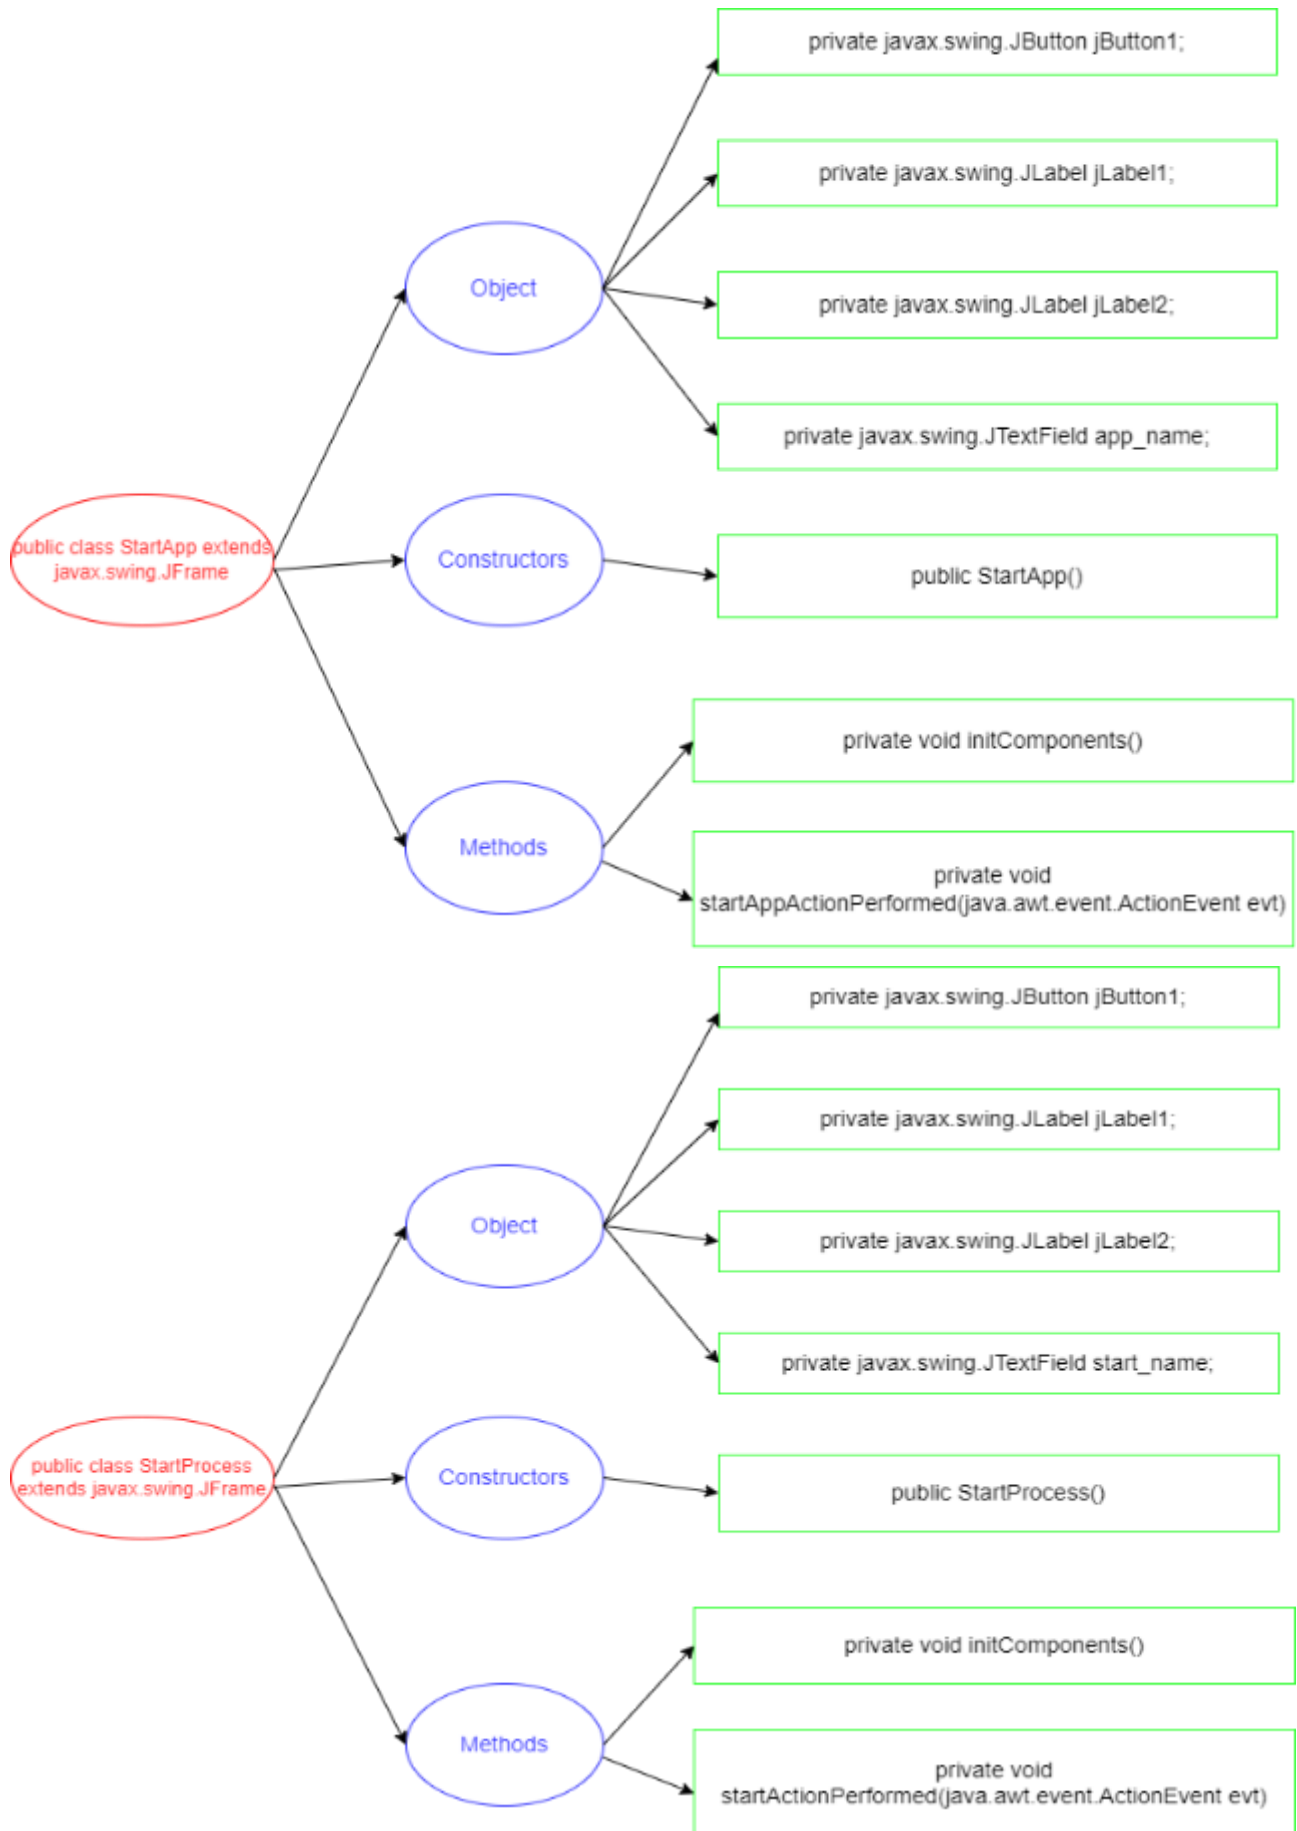 private javax.swing.JButton jButton1;
private javax.swing.JLabel jLabel1;
Object
private javax.swing.JLabel jLabel2;
private javax.swing.JTextField app_name;
public class StartApp extends
javax.swing.JFrame
Constructors
public StartApp()
private void initComponents()
Methods
private void
startAppActionPerformed(java.awt.event.ActionEvent evt)
private javax.swing.JButton jButton1;
private javax.swing.JLabel jLabel1;
Object
private javax.swing.JLabel jLabel2;
private javax.swing.JTextField start_name;
public class StartProcess
extends javax.swing.JFrame
Constructors
public StartProcess()
private void initComponents()
Methods
private void
startActionPerformed(java.awt.event.ActionEvent evt)